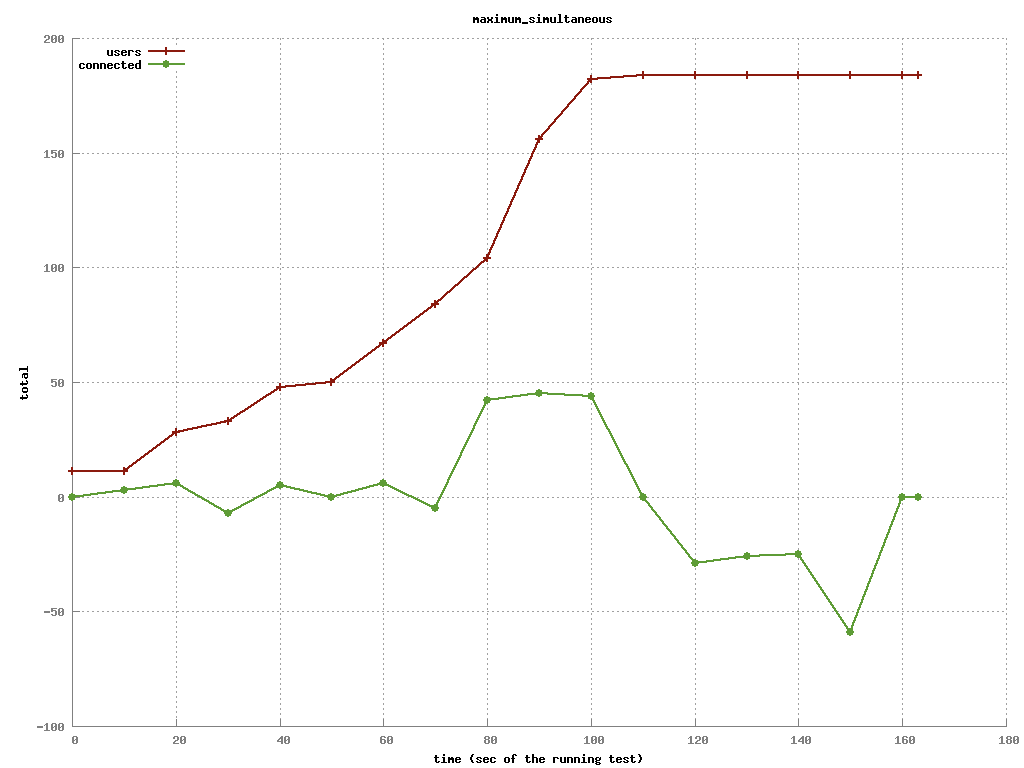 maximum_simultaneous
users
connected
200
150
100
50
0
-50
-100
total
0 20 40 60 80 100 120 140 160 180
time (sec of the running test)